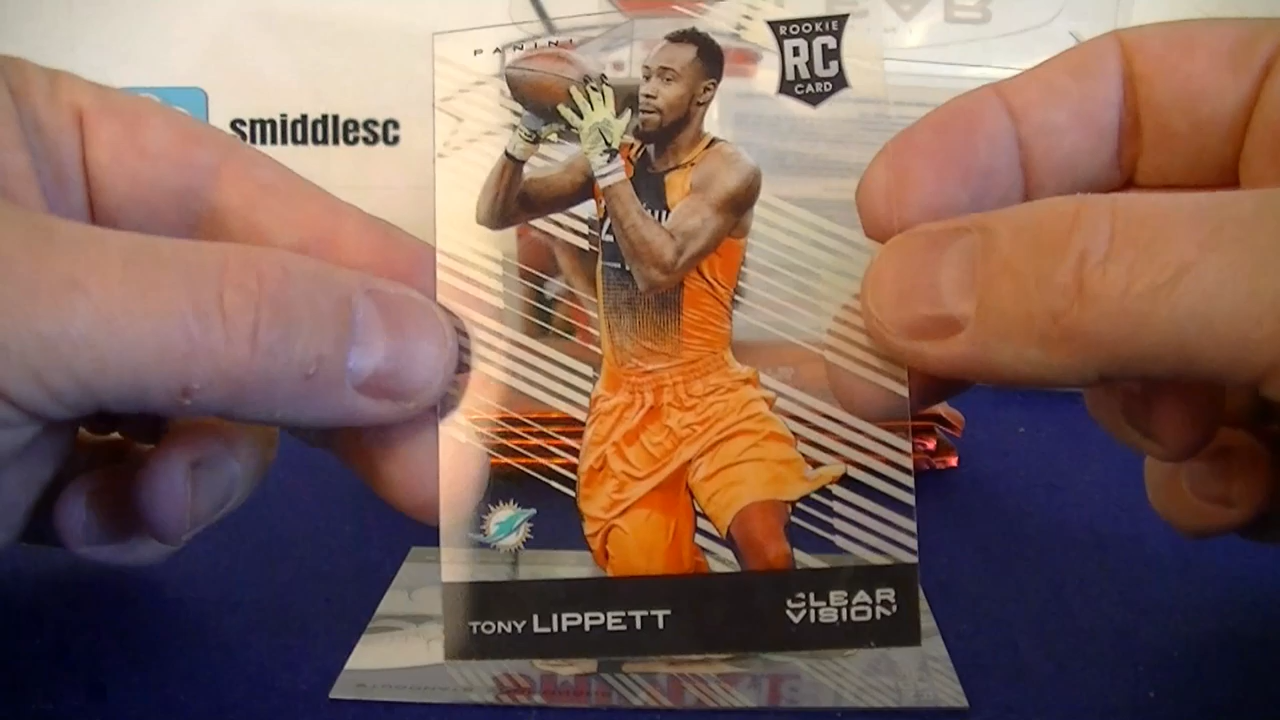 PANINI
ROOKIE
RC
CARD
smiddlesc
TONY LIPPETT
CLEAR
VISION